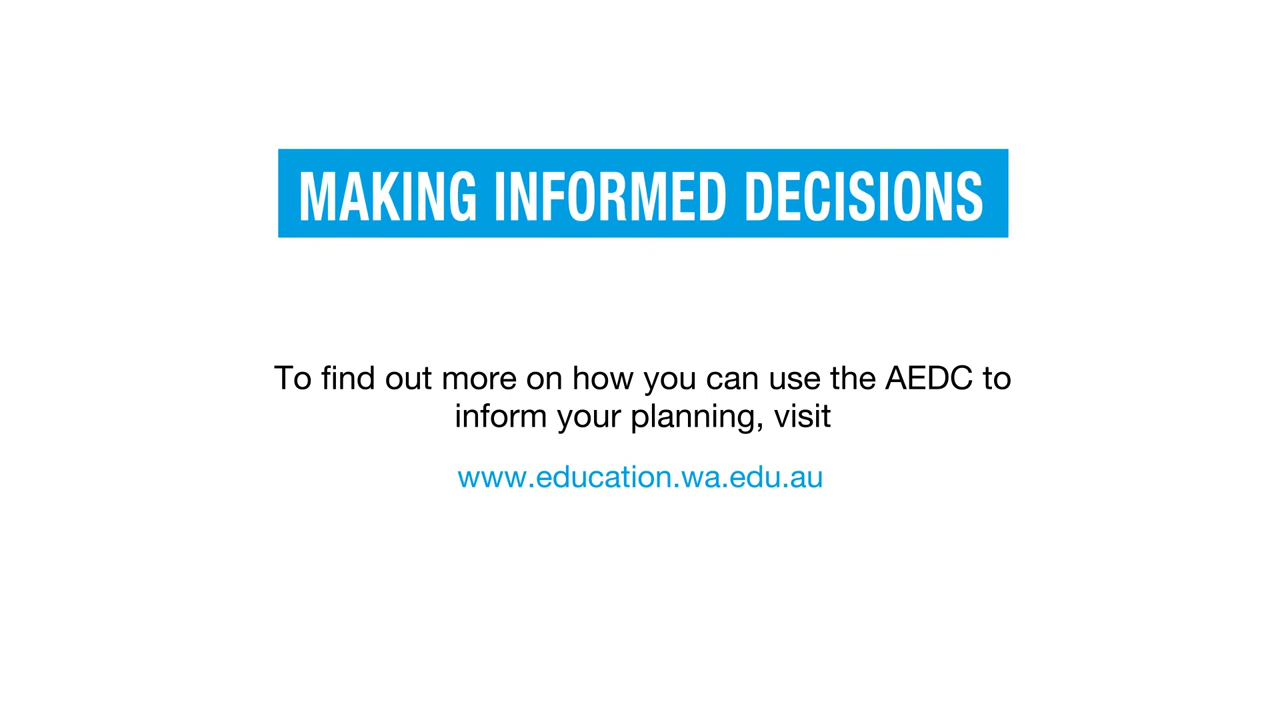 MAKING INFORMED DECISIONS
To find out more on how you can use the AEDC to
inform your planning, visit
www.education.wa.edu.au